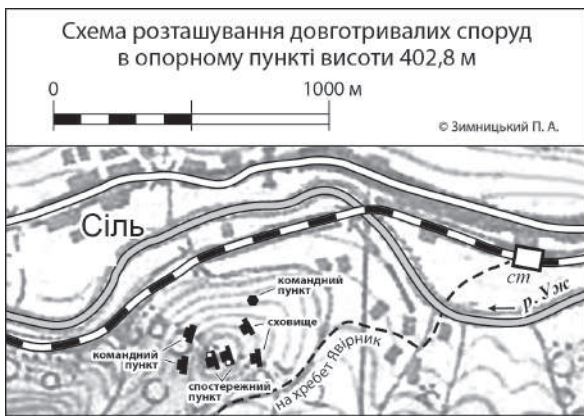 Схема розташування довготривалих споруд
в опорному пункті висоти 402,8 м
0 1000 м
© Зимницький П. А.
Сіль
ст
р. Уж
командний
пункт
сховище
командний
пункт
спостережний
пункт
на хребет Явірник